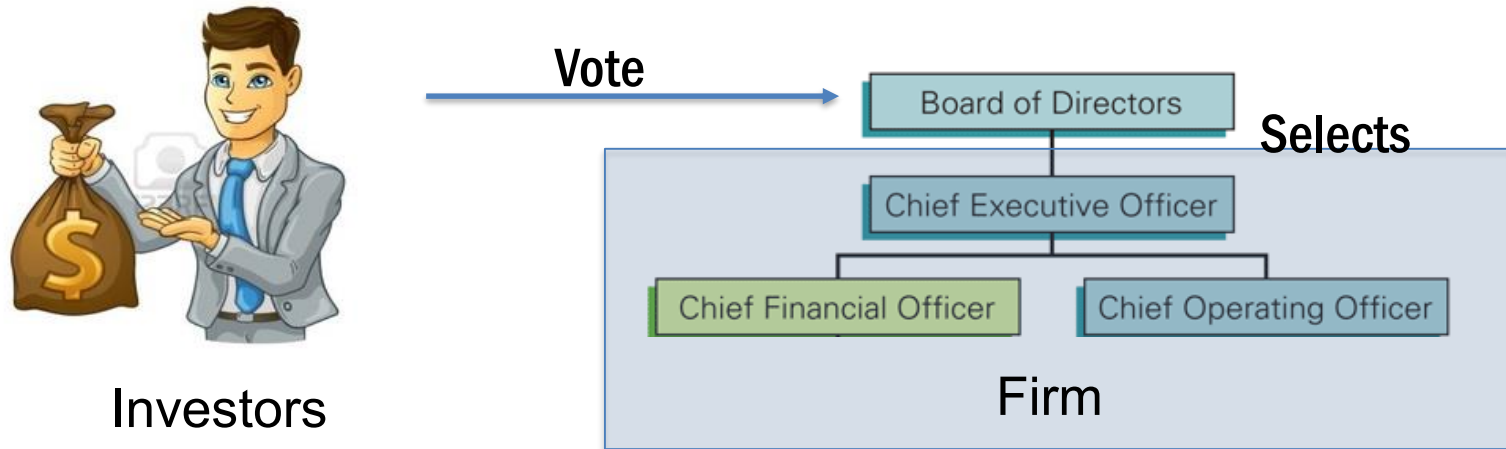 Vote
Board of Directors
Selects
Chief Executive Officer
$
Chief Financial Officer
Chief Operating Officer
Investors
Firm